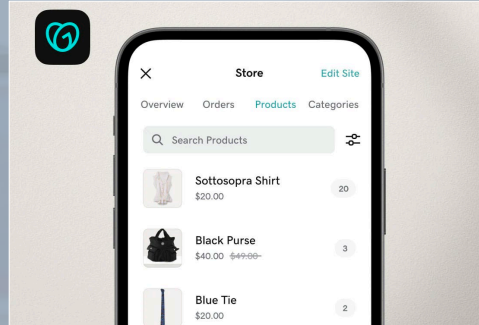 Store
Edit Site
Overview Orders Products Categories
Search Products
Sottosopra Shirt
20
$20.00
Black Purse
3
$40.00 $49.00
Blue Tie
2
$20.00